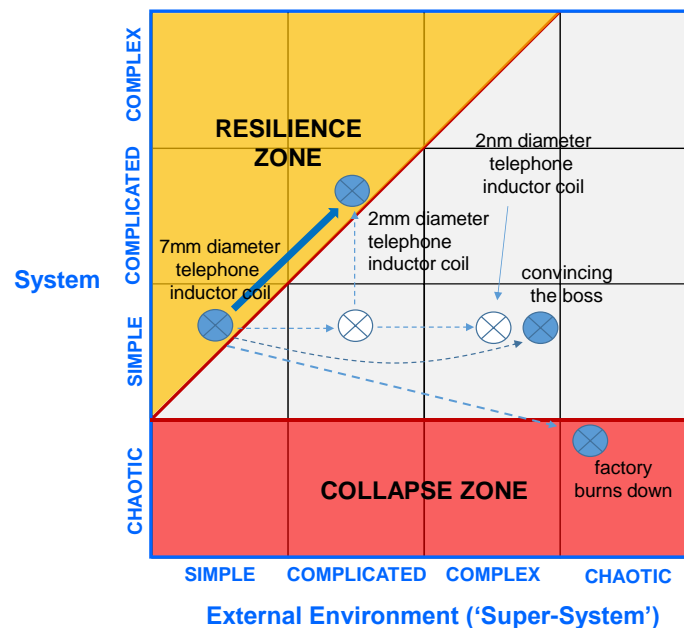 COMPLEX
COMPLICATED
SIMPLE
CHAOTIC
System
RESILIENCE
ZONE
2nm diameter
telephone
inductor coil
7mm diameter
telephone
inductor coil
2mm diameter
telephone
inductor coil
convincing
the boss
COLLAPSE ZONE
factory
burns down
SIMPLE
COMPLICATED
COMPLEX
CHAOTIC
External Environment (‘Super-System’)